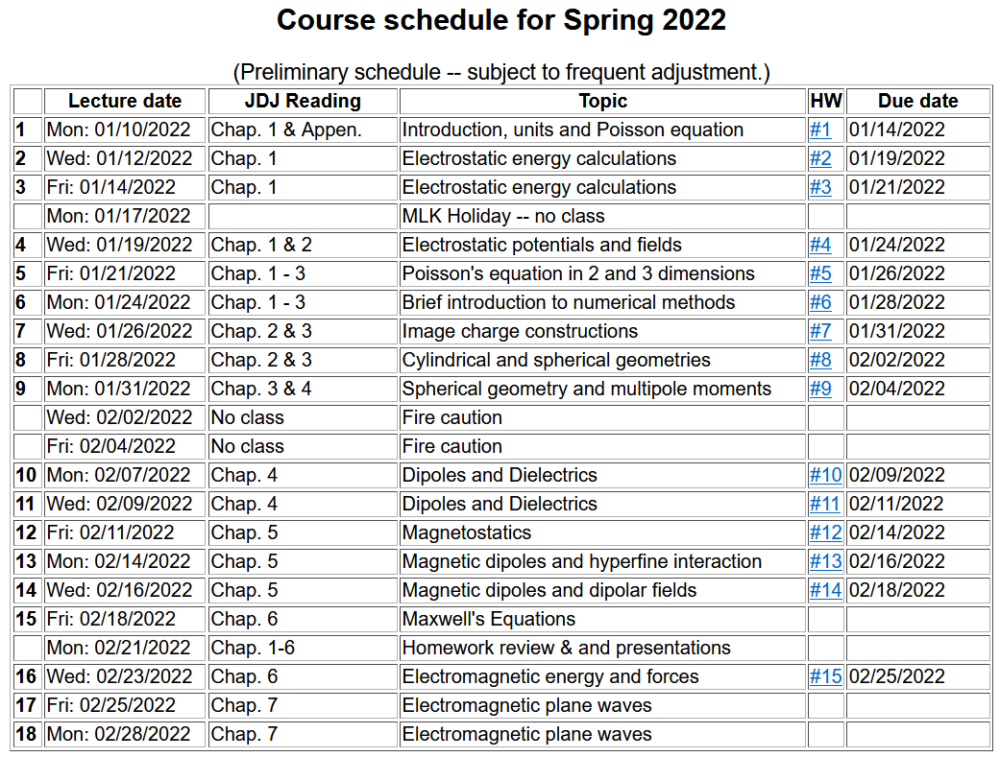 Course schedule for Spring 2022
(Preliminary schedule -- subject to frequent adjustment.)
Lecture date JDJ Reading Topic HW Due date
1 Mon: 01/10/2022 Chap. 1 & Appen. Introduction, units and Poisson equation #1 01/14/2022
2 Wed: 01/12/2022 Chap. 1 Electrostatic energy calculations #2 01/19/2022
3 Fri: 01/14/2022 Chap. 1 Electrostatic energy calculations #3 01/21/2022
Mon: 01/17/2022 MLK Holiday -- no class
4 Wed: 01/19/2022 Chap. 1 & 2 Electrostatic potentials and fields #4 01/24/2022
5 Fri: 01/21/2022 Chap. 1 - 3 Poisson's equation in 2 and 3 dimensions #5 01/26/2022
6 Mon: 01/24/2022 Chap. 1 - 3 Brief introduction to numerical methods #6 01/28/2022
7 Wed: 01/26/2022 Chap. 2 & 3 Image charge constructions #7 01/31/2022
8 Fri: 01/28/2022 Chap. 2 & 3 Cylindrical and spherical geometries #8 02/02/2022
9 Mon: 01/31/2022 Chap. 3 & 4 Spherical geometry and multipole moments #9 02/04/2022
Wed: 02/02/2022 No class Fire caution
Fri: 02/04/2022 No class Fire caution
10 Mon: 02/07/2022 Chap. 4 Dipoles and Dielectrics #10 02/09/2022
11 Wed: 02/09/2022 Chap. 4 Dipoles and Dielectrics #11 02/11/2022
12 Fri: 02/11/2022 Chap. 5 Magnetostatics #12 02/14/2022
13 Mon: 02/14/2022 Chap. 5 Magnetic dipoles and hyperfine interaction #13 02/16/2022
14 Wed: 02/16/2022 Chap. 5 Magnetic dipoles and dipolar fields #14 02/18/2022
15 Fri: 02/18/2022 Chap. 6 Maxwell's Equations
Mon: 02/21/2022 Chap. 1-6 Homework review & and presentations
16 Wed: 02/23/2022 Chap. 6 Electromagnetic energy and forces #15 02/25/2022
17 Fri: 02/25/2022 Chap. 7 Electromagnetic plane waves
18 Mon: 02/28/2022 Chap. 7 Electromagnetic plane waves